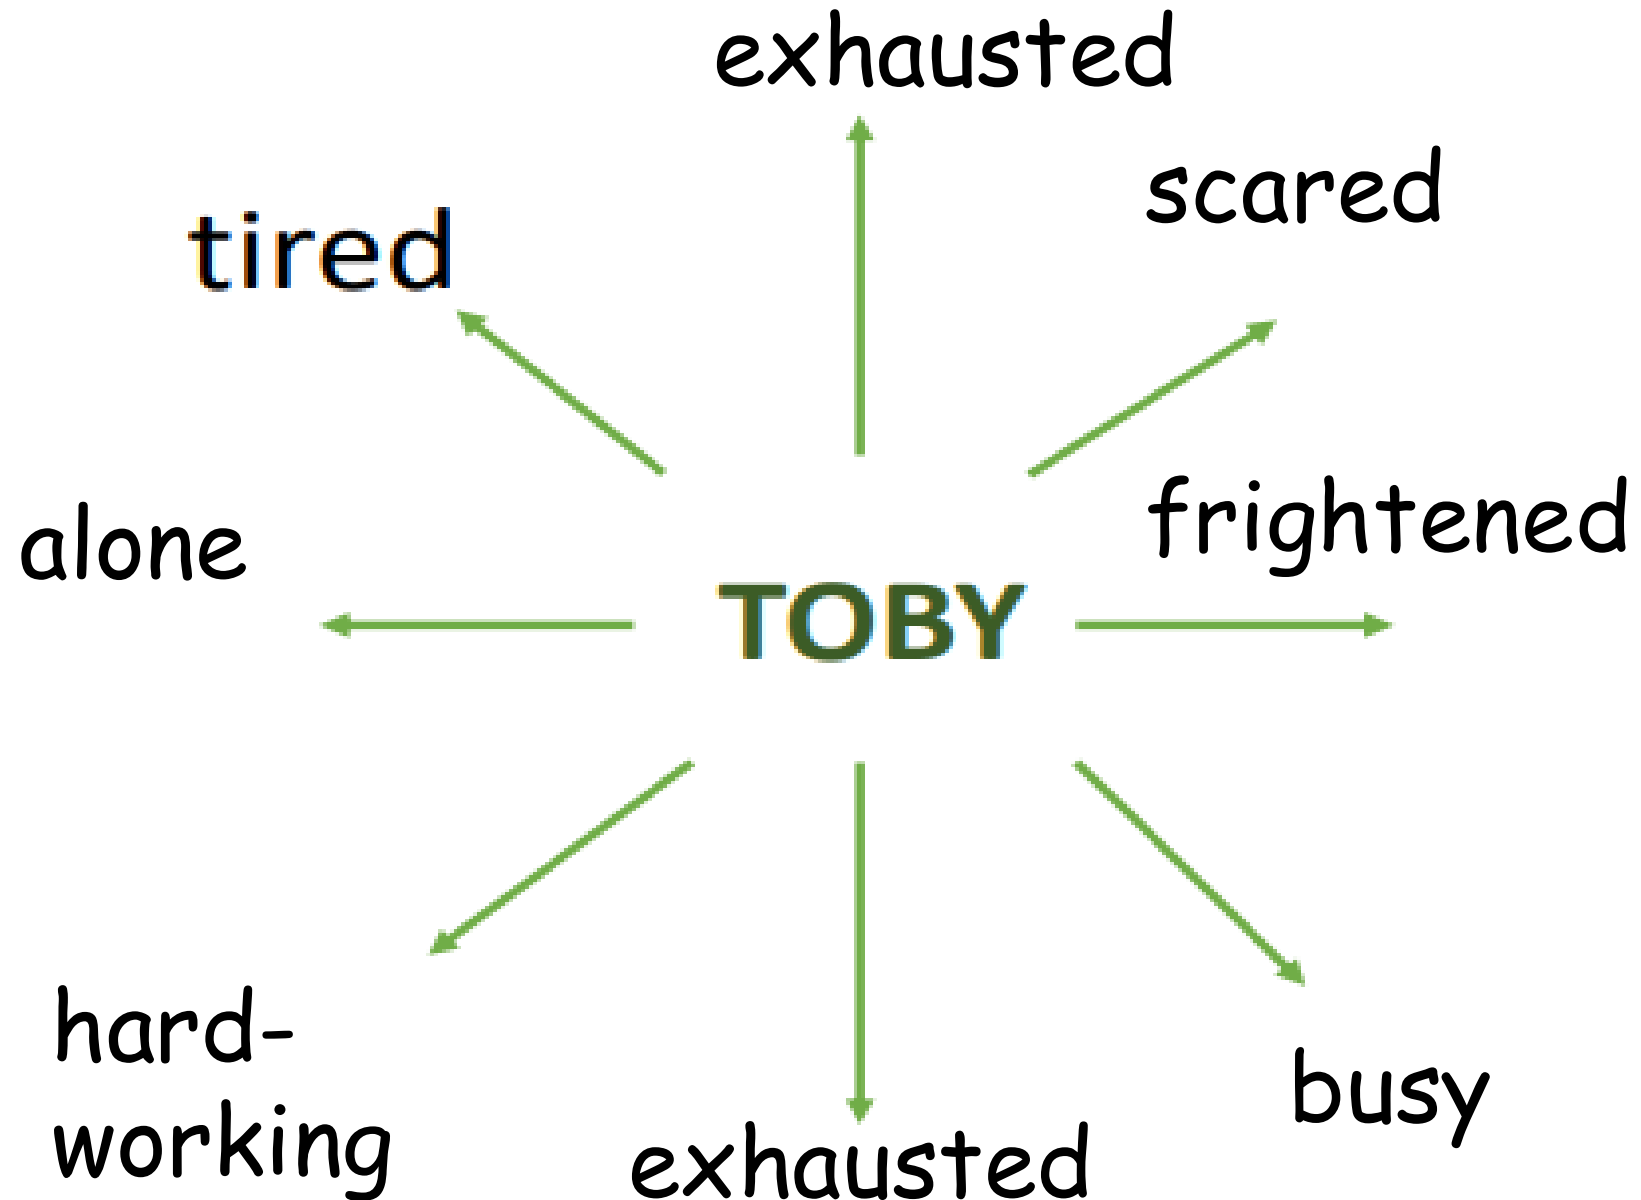 exhausted
scared
tired
frightened
alone
TOBY
hard-
working
busy
exhausted